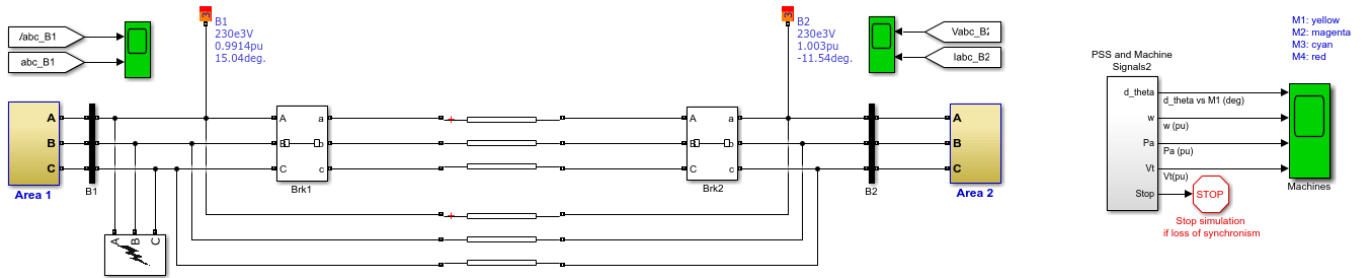 B1
230e3V
0.9914pu
15.04deg.
B2
230e3V
1.003pu
-11.54deg.
M1: yellow
M2: magenta
M3: cyan
M4: red
/abc_B1
abc_B1
Vabc_B2
Iabc_B2
PSS and Machine
Signals2
d_theta
d_theta vs M1 (deg)
w
w (pu)
Pa
Pa (pu)
Vt
Vt(pu)
Stop
STOP
Stop simulation
if loss of synchronism
Machines
A
B
C
Area 1
B1
A
B
C
a
b
c
Brk1
A
B
C
a
b
c
Brk2
B2
A
B
C
Area 2
A
B
C